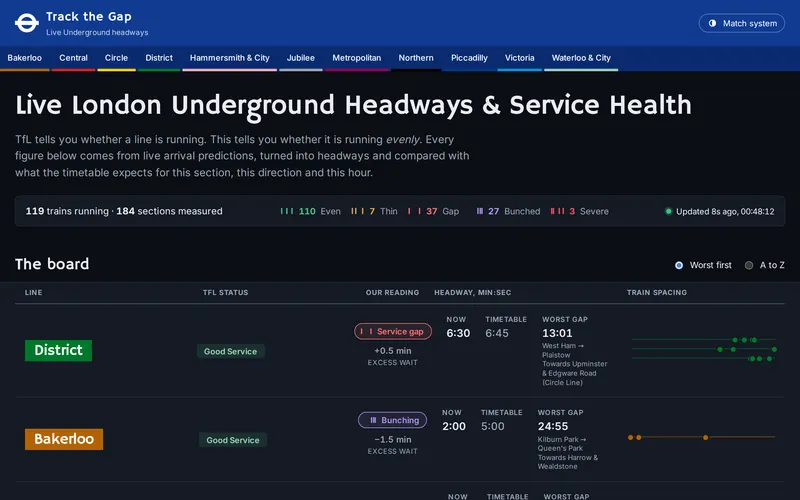 Track the Gap
Live Underground headways
Match system
Bakerloo Central Circle District Hammersmith & City Jubilee Metropolitan Northern Piccadilly Victoria Waterloo & City
Live London Underground Headways & Service Health
TfL tells you whether a line is running. This tells you whether it is running evenly. Every
figure below comes from live arrival predictions, turned into headways and compared with
what the timetable expects for this section, this direction and this hour.
119 trains running · 184 sections measured
110 Even 7 Thin 37 Gap 27 Bunched 3 Severe
Updated 8s ago, 00:48:12
The board
Worst first A to Z
LINE TFL STATUS OUR READING HEADWAY, MIN:SEC TRAIN SPACING
District
Good Service
Service gap
+0.5 min
EXCESS WAIT
NOW
6:30
TIMETABLE
6:45
WORST GAP
13:01
West Ham →
Plaistow
Towards Upminster
& Edgware Road
(Circle Line)
Bakerloo
Good Service
Bunching
−1.5 min
EXCESS WAIT
NOW
2:00
TIMETABLE
5:00
WORST GAP
24:55
Kilburn Park →
Queen's Park
Towards Harrow &
Wealdstone
NOW TIMETABLE WORST GAP